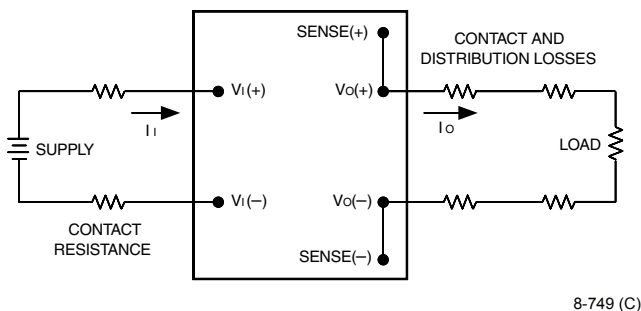 SENSE(+)
CONTACT AND
DISTRIBUTION LOSSES
VI(+)
VO(+)
II
IO
SUPPLY
LOAD
VI(–)
VO(–)
CONTACT
RESISTANCE
SENSE(–)
8-749 (C)